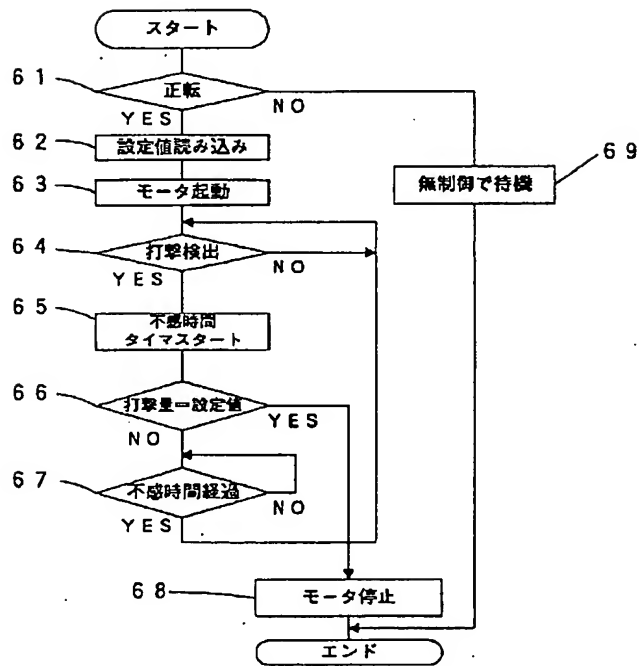 スタート
61
正転
NO
YES
62
設定値読み込み
69
63
モータ起動
無制御で待機
64
打撃検出
NO
YES
65
不感時間
タイマスタート
66
打撃量=設定値
YES
NO
67
不感時間経過
NO
YES
68
モータ停止
エンド